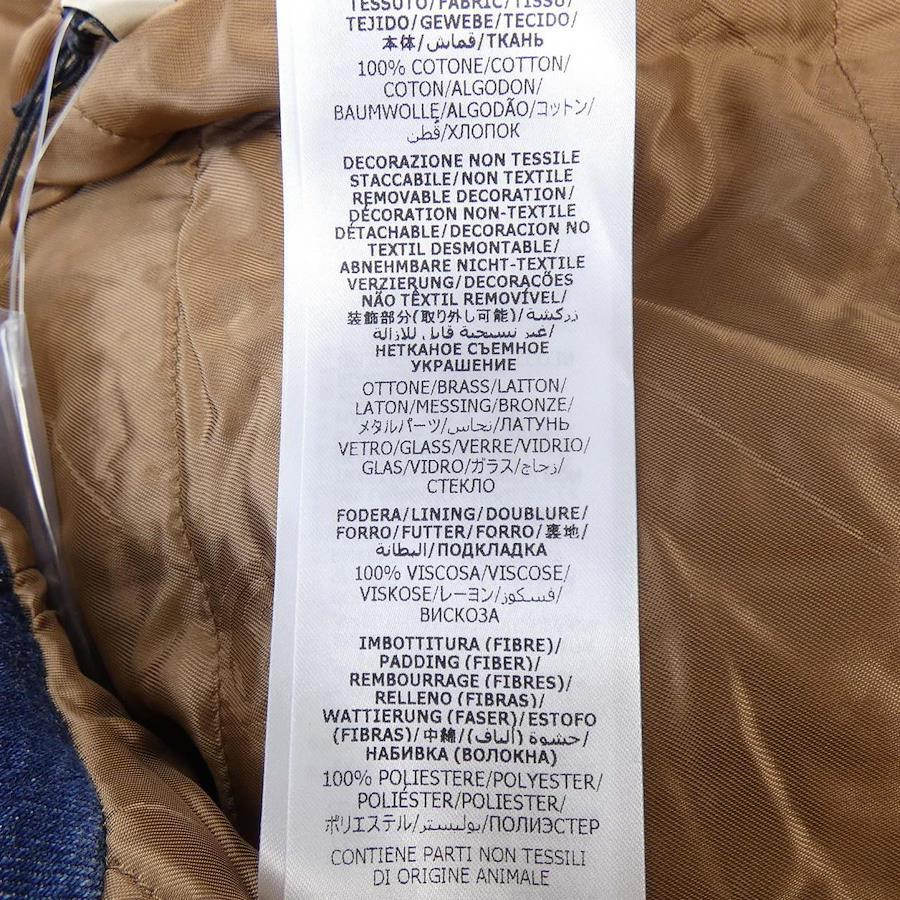 TESSUTO/FABRIC/TISSU/
TEJIDO/GEWEBE/TECIDO/
本体/قماش/ТКАНЬ
100% COTONE/COTTON/
COTON/ALGODON/
BAUMWOLLE/ALGODÃO/コットン/
قطن/ХЛОПОК
DECORAZIONE NON TESSILE
STACCABILE/NON TEXTILE
REMOVABLE DECORATION/
DÉCORATION NON-TEXTILE
DÉTACHABLE/DECORACION NO
TEXTIL DESMONTABLE/
ABNEHMBARE NICHT-TEXTILE
VERZIERUNG/DECORAÇÕES
NÃO TÊXTIL REMOVÍVEL/
装飾部分(取り外し可能)/زركشة
غير نسيجية قابل للازالة/
НЕТКАНОЕ СЪЕМНОЕ
УКРАШЕНИЕ
OTTONE/BRASS/LAITON/
LATON/MESSING/BRONZE/
メタルパーツ/نحاس/ЛАТУНЬ
VETRO/GLASS/VERRE/VIDRIO/
GLAS/VIDRO/ガラス/زجاج/
СТЕКЛО
FODERA/LINING/DOUBLURE/
FORRO/FUTTER/FORRO/裏地/
البطانة/ПОДКЛАДКА
100% VISCOSA/VISCOSE/
VISKOSE/レーヨン/فسكوز/
ВИСКОЗА
IMBOTTITURA (FIBRE)/
PADDING (FIBER)/
REMBOURRAGE (FIBRES)/
RELLENO (FIBRAS)/
WATTIERUNG (FASER)/ESTOFO
(FIBRAS)/中綿/حشوة (ألياف)/
НАБИВКА (ВОЛОКНА)
100% POLIESTERE/POLYESTER/
POLIÉSTER/POLIESTER/
ポリエステル/بوليستر/ПОЛИЭСТЕР
CONTIENE PARTI NON TESSILI
DI ORIGINE ANIMALE